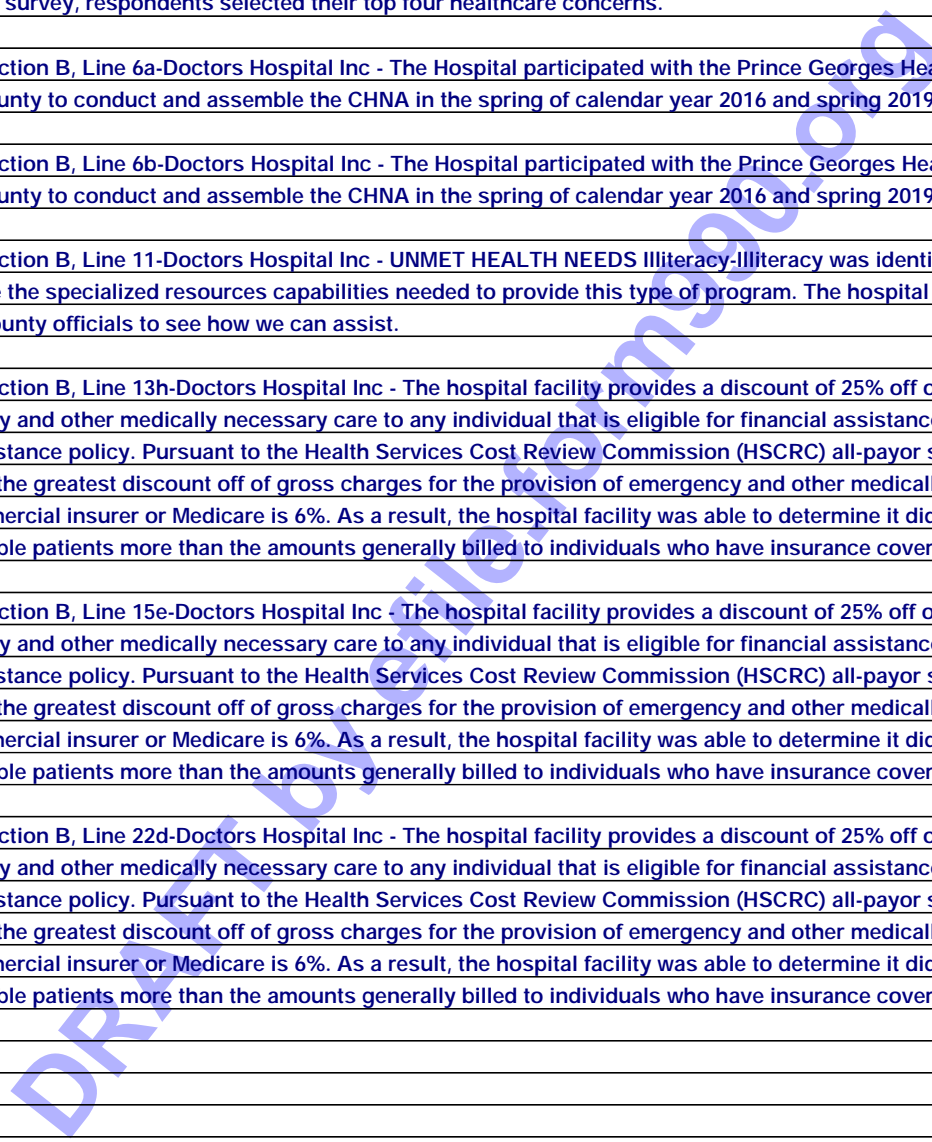 survey, respondents selected their top four healthcare concerns.
ction B, Line 6a-Doctors Hospital Inc - The Hospital participated with the Prince Georges Hea
unty to conduct and assemble the CHNA in the spring of calendar year 2016 and spring 2019
ction B, Line 6b-Doctors Hospital Inc - The Hospital participated with the Prince Georges Hea
unty to conduct and assemble the CHNA in the spring of calendar year 2016 and spring 2019
ction B, Line 11-Doctors Hospital Inc - UNMET HEALTH NEEDS Illiteracy-Illiteracy was identi
e the specialized resources capabilities needed to provide this type of program. The hospital
ounty officials to see how we can assist.
ction B, Line 13h-Doctors Hospital Inc - The hospital facility provides a discount of 25% off o
y and other medically necessary care to any individual that is eligible for financial assistance
stance policy. Pursuant to the Health Services Cost Review Commission (HSCRC) all-payor s
the greatest discount off of gross charges for the provision of emergency and other medicall
mercial insurer or Medicare is 6%. As a result, the hospital facility was able to determine it did
ble patients more than the amounts generally billed to individuals who have insurance cover
ction B, Line 15e-Doctors Hospital Inc - The hospital facility provides a discount of 25% off o
y and other medically necessary care to any individual that is eligible for financial assistance
stance policy. Pursuant to the Health Services Cost Review Commission (HSCRC) all-payor s
the greatest discount off of gross charges for the provision of emergency and other medicall
mercial insurer or Medicare is 6%. As a result, the hospital facility was able to determine it did
ble patients more than the amounts generally billed to individuals who have insurance cover
ction B, Line 22d-Doctors Hospital Inc - The hospital facility provides a discount of 25% off o
y and other medically necessary care to any individual that is eligible for financial assistance
stance policy. Pursuant to the Health Services Cost Review Commission (HSCRC) all-payor s
the greatest discount off of gross charges for the provision of emergency and other medicall
mercial insurer or Medicare is 6%. As a result, the hospital facility was able to determine it did
ble patients more than the amounts generally billed to individuals who have insurance cover
DRAFT by efile.form990.org